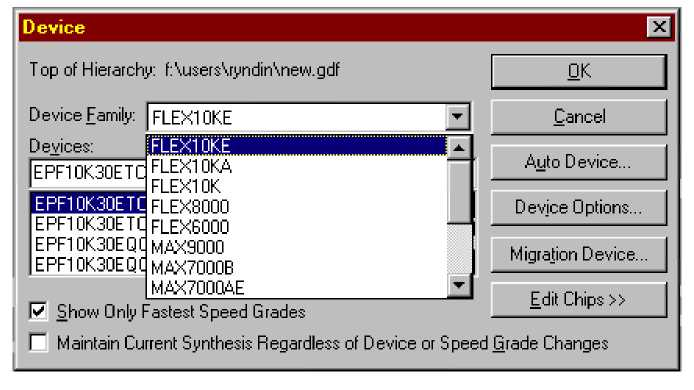 Device
Top of Hierarchy: f:\users\ryndin\new.gdf
OK
Device Family: FLEX10KE
Cancel
Devices:
EPF10K30ETC
FLEX10KE
FLEX10KA
FLEX10K
FLEX8000
FLEX6000
MAX9000
MAX7000B
MAX7000AE
Auto Device...
EPF10K30ETC
EPF10K30ETC
EPF10K30EQC
EPF10K30EQC
Device Options...
Migration Device...
Edit Chips >>
Show Only Fastest Speed Grades
Maintain Current Synthesis Regardless of Device or Speed Grade Changes